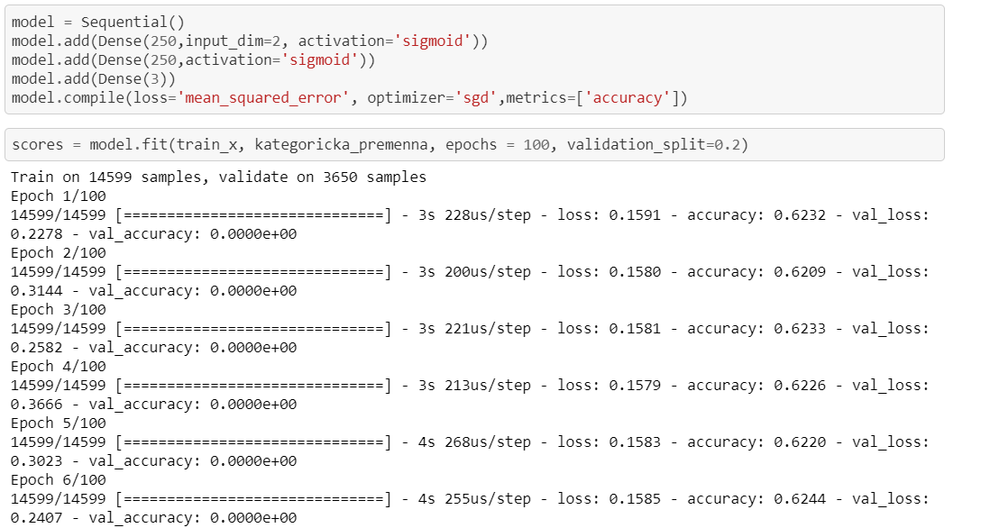 model = Sequential()
model.add(Dense(250,input_dim=2, activation='sigmoid'))
model.add(Dense(250,activation='sigmoid'))
model.add(Dense(3))
model.compile(loss='mean_squared_error', optimizer='sgd',metrics=['accuracy'])
scores = model.fit(train_x, kategoricka_premenna, epochs = 100, validation_split=0.2)
Train on 14599 samples, validate on 3650 samples
Epoch 1/100
14599/14599 [==============================] - 3s 228us/step - loss: 0.1591 - accuracy: 0.6232 - val_loss:
0.2278 - val_accuracy: 0.0000e+00
Epoch 2/100
14599/14599 [==============================] - 3s 200us/step - loss: 0.1580 - accuracy: 0.6209 - val_loss:
0.3144 - val_accuracy: 0.0000e+00
Epoch 3/100
14599/14599 [==============================] - 3s 221us/step - loss: 0.1581 - accuracy: 0.6233 - val_loss:
0.2582 - val_accuracy: 0.0000e+00
Epoch 4/100
14599/14599 [==============================] - 3s 213us/step - loss: 0.1579 - accuracy: 0.6226 - val_loss:
0.3666 - val_accuracy: 0.0000e+00
Epoch 5/100
14599/14599 [==============================] - 4s 268us/step - loss: 0.1583 - accuracy: 0.6220 - val_loss:
0.3023 - val_accuracy: 0.0000e+00
Epoch 6/100
14599/14599 [==============================] - 4s 255us/step - loss: 0.1585 - accuracy: 0.6244 - val_loss:
0.2407 - val_accuracy: 0.0000e+00